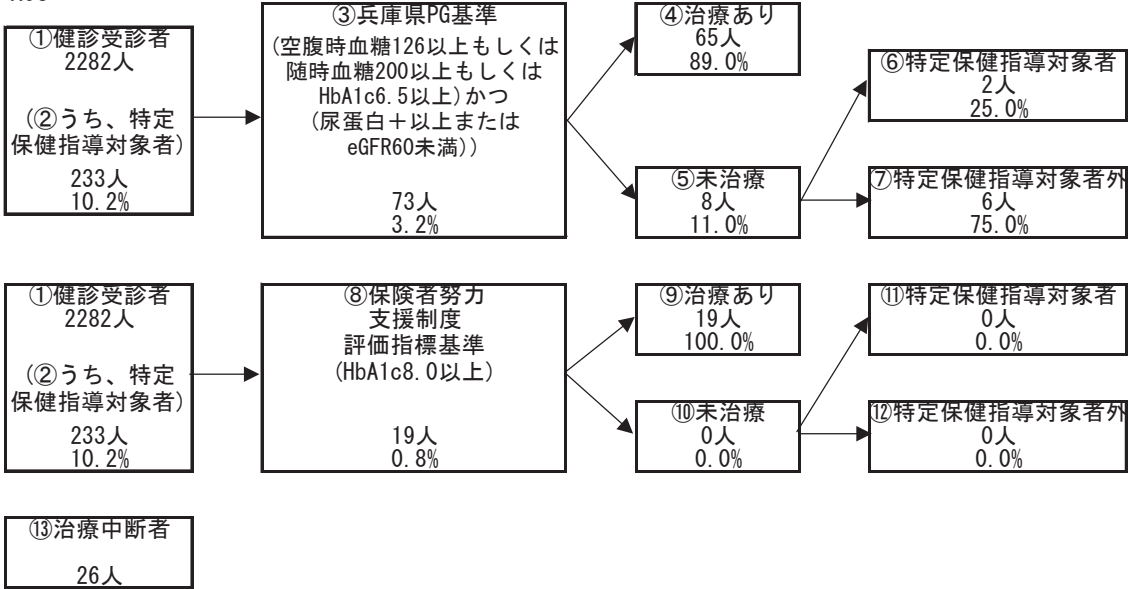 ①健診受診者
2282人
(②うち、特定
保健指導対象者)
233人
10.2%
③兵庫県PG基準
(空腹時血糖126以上もしくは
随時血糖200以上もしくは
HbA1c6.5以上)かつ
(尿蛋白＋以上または
eGFR60未満))
73人
3.2%
④治療あり
65人
89.0%
⑤未治療
8人
11.0%
⑥特定保健指導対象者
2人
25.0%
⑦特定保健指導対象者外
6人
75.0%
①健診受診者
2282人
(②うち、特定
保健指導対象者)
233人
10.2%
⑧保険者努力
支援制度
評価指標基準
(HbA1c8.0以上)
19人
0.8%
⑨治療あり
19人
100.0%
⑩未治療
0人
0.0%
⑪特定保健指導対象者
0人
0.0%
⑫特定保健指導対象者外
0人
0.0%
⑬治療中断者
26人